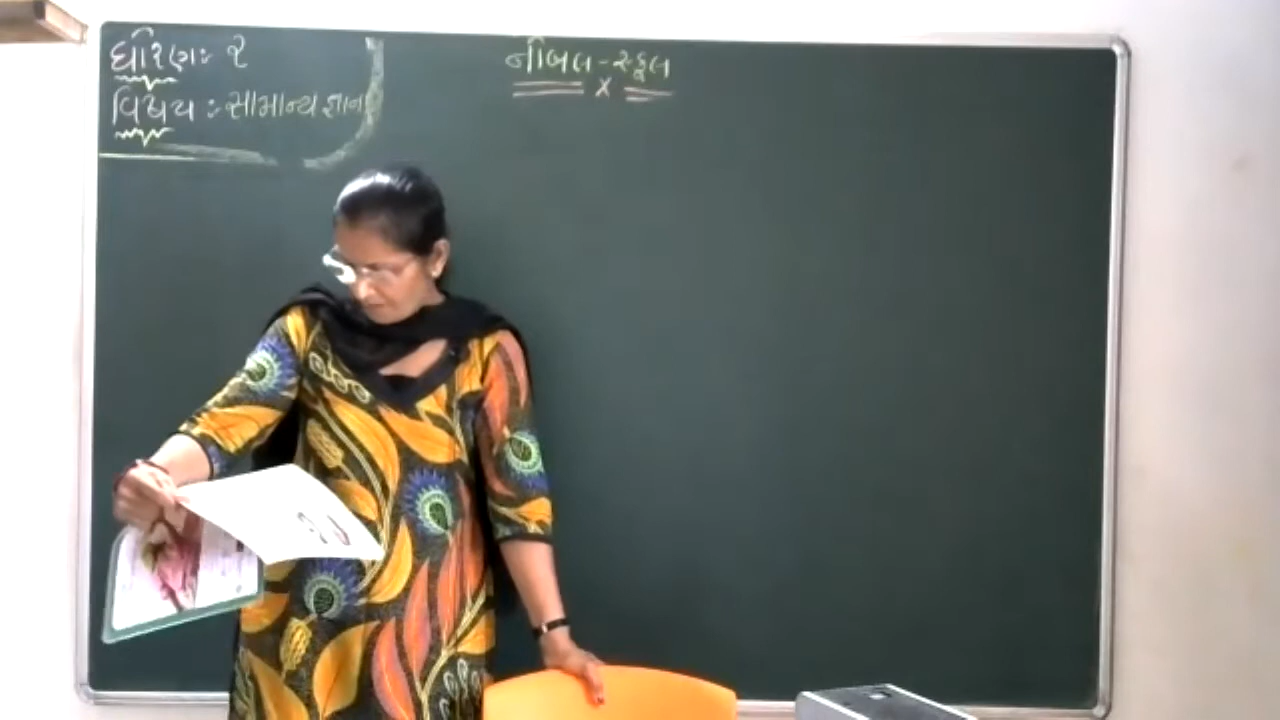 ધોરણઃ ૨
નોબલ-સ્કૂલ
વિષય :- સામાન્ય જ્ઞાન
x